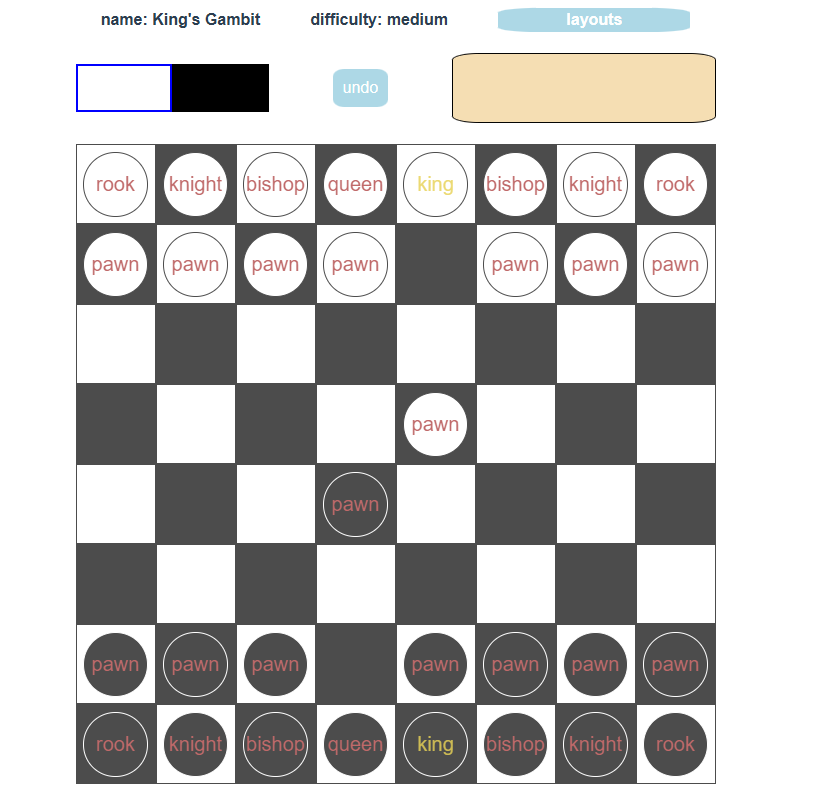 name: King's Gambit difficulty: medium layouts
undo
rook knight bishop queen king bishop knight rook
pawn pawn pawn pawn pawn pawn pawn
pawn
pawn
pawn pawn pawn pawn pawn pawn pawn
rook knight bishop queen king bishop knight rook